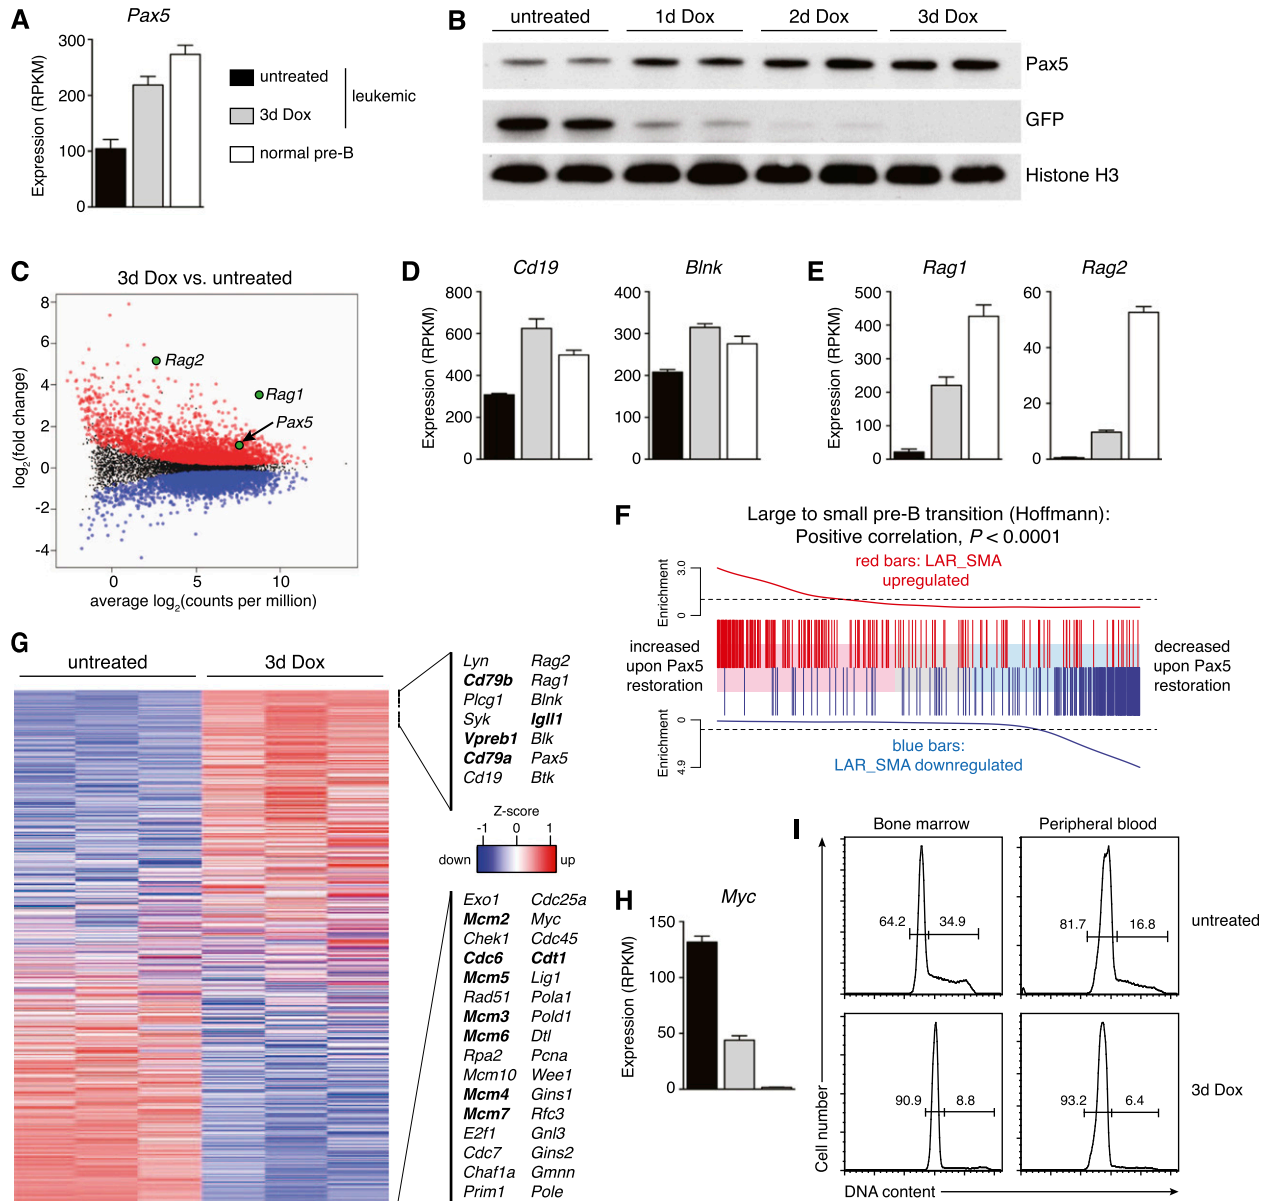 A
Pax5
Expression (RPKM)
300
200
100
0
untreated
3d Dox
leukemic
normal pre-B
B
untreated 1d Dox 2d Dox 3d Dox
Pax5
GFP
Histone H3
C
3d Dox vs. untreated
log2(fold change)
8
6
4
2
0
-2
-4
Rag2
Rag1
Pax5
0 5 10
average log2(counts per million)
D
Cd19
Expression (RPKM)
800
600
400
200
0
Blnk
400
300
200
100
0
E
Rag1
Expression (RPKM)
500
400
300
200
100
0
Rag2
60
40
20
0
F
Large to small pre-B transition (Hoffmann):
Positive correlation, P < 0.0001
red bars: LAR_SMA
upregulated
Enrichment
3.0
0
increased
upon Pax5
restoration
decreased
upon Pax5
restoration
Enrichment
0
4.9
blue bars:
LAR_SMA downregulated
G
untreated 3d Dox
Lyn Rag2
Cd79b Rag1
Plcg1 Blnk
Syk Igll1
Vpreb1 Blk
Cd79a Pax5
Cd19 Btk
Z-score
-1 0 1
down up
Exo1 Cdc25a
Mcm2 Myc
Chek1 Cdc45
Cdc6 Cdt1
Mcm5 Lig1
Rad51 Pola1
Mcm3 Pold1
Mcm6 Dtl
Rpa2 Pcna
Mcm10 Wee1
Mcm4 Gins1
Mcm7 Rfc3
E2f1 Gnl3
Cdc7 Gins2
Chaf1a Gmnn
Prim1 Pole
H
Myc
Expression (RPKM)
150
100
50
0
I
Bone marrow Peripheral blood
64.2 34.9
81.7 16.8
untreated
90.9 8.8
93.2 6.4
3d Dox
Cell number
DNA content